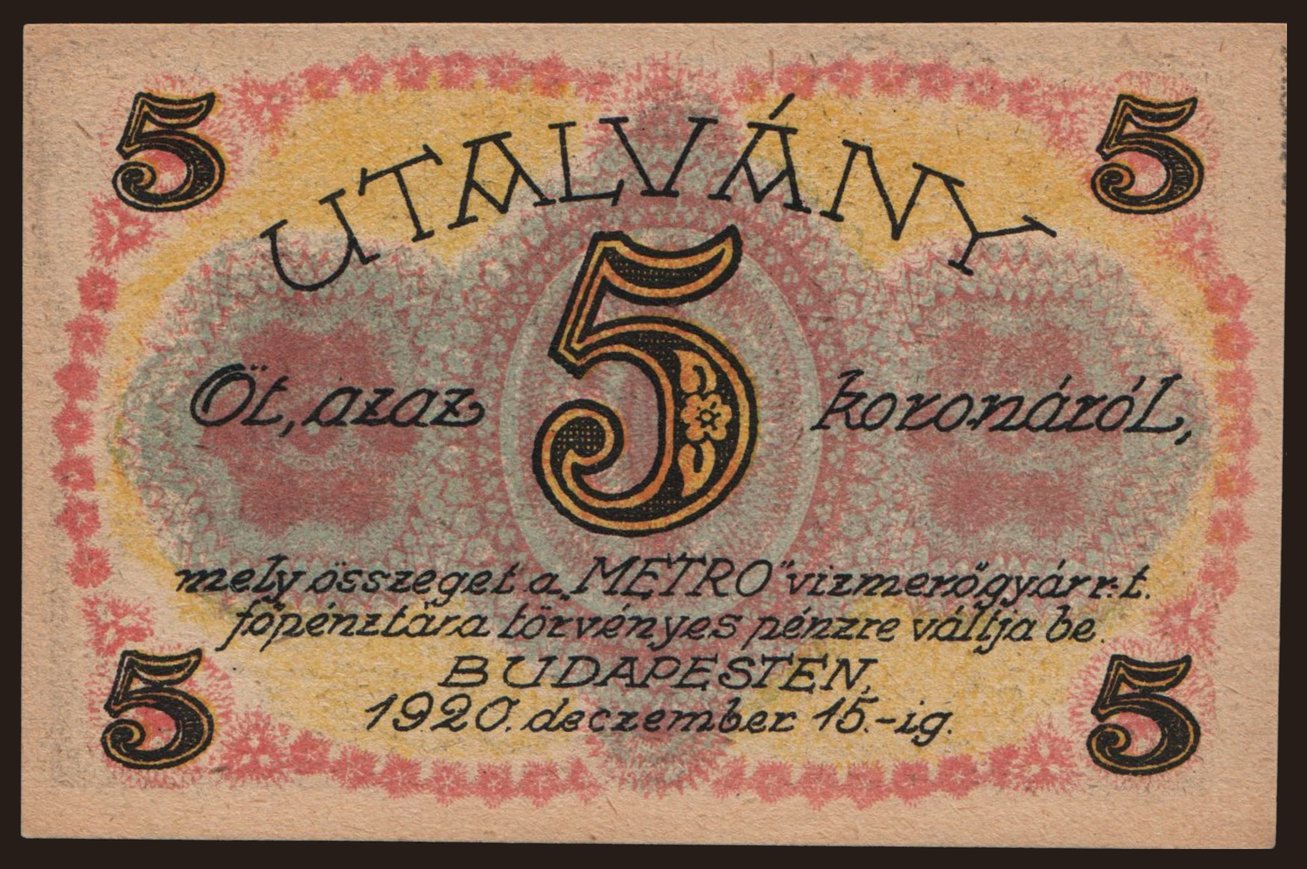 5 5
UTALVÁNY
5
Öt, azaz koronáról,
mely összeget a „METRO” vizmerőgyár r.-t.
főpénztára törvényes pénzre váltja be.
BUDAPESTEN,
1920. deczember 15.-ig.
5 5